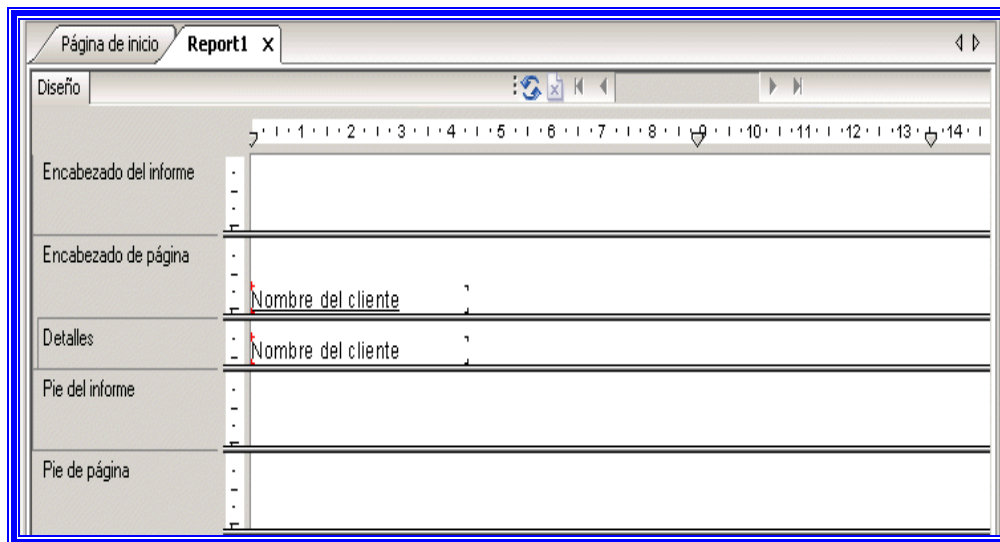 Página de inicio Report1 X
Diseño
1 2 3 4 5 6 7 8 9 10 11 12 13 14
Encabezado del informe
Encabezado de página
Nombre del cliente
Detalles
Nombre del cliente
Pie del informe
Pie de página